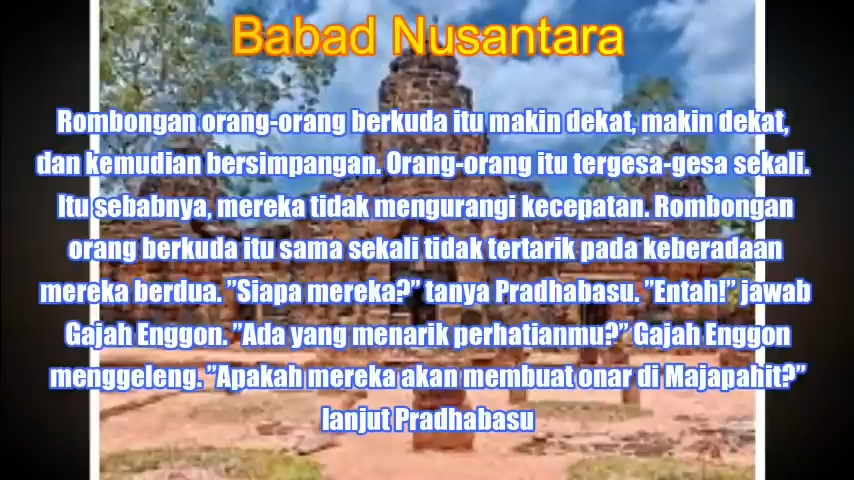 Babad Nusantara
Rombongan orang-orang berkuda itu makin dekat, makin dekat,
dan kemudian bersimpangan. Orang-orang itu tergesa-gesa sekali.
Itu sebabnya, mereka tidak mengurangi kecepatan. Rombongan
orang berkuda itu sama sekali tidak tertarik pada keberadaan
mereka berdua. ”Siapa mereka?” tanya Pradhabasu. ”Entah!” jawab
Gajah Enggon. ”Ada yang menarik perhatianmu?” Gajah Enggon
menggeleng. ”Apakah mereka akan membuat onar di Majapahit?”
lanjut Pradhabasu